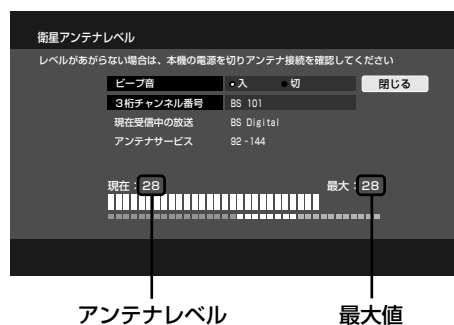 衛星アンテナレベル
レベルがあがらない場合は、本機の電源を切りアンテナ接続を確認してください
ビープ音 •入 •切 閉じる
3桁チャンネル番号 BS 101
現在受信中の放送 BS Digital
アンテナサービス 92-144
現在:28 最大:28
アンテナレベル 最大値